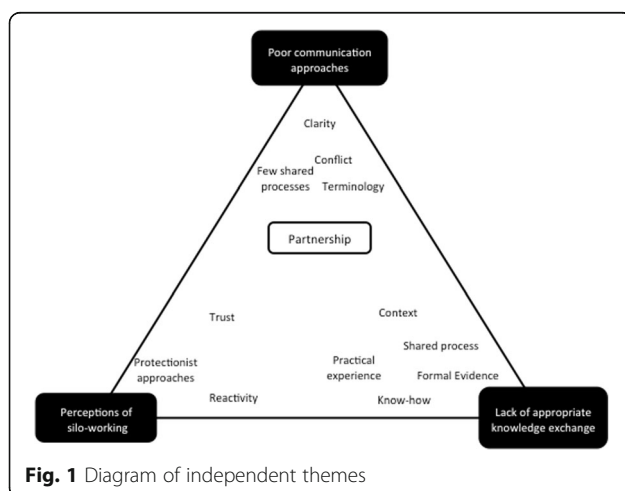 Poor communication
approaches
Clarity
Conflict
Few shared
processes
Terminology
Partnership
Trust
Context
Shared process
Protectionist
approaches
Practical
experience
Formal Evidence
Reactivity
Know-how
Perceptions of
silo-working
Lack of appropriate
knowledge exchange
Fig. 1 Diagram of independent themes